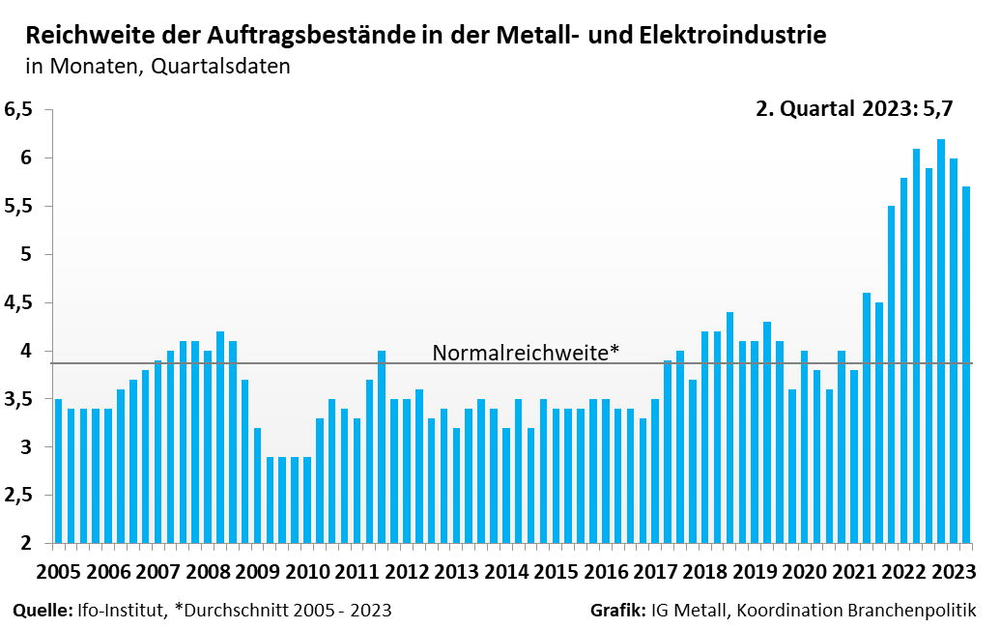 Reichweite der Auftragsbestände in der Metall- und Elektroindustrie
in Monaten, Quartalsdaten
2. Quartal 2023: 5,7
6,5
6
5,5
5
4,5
4
3,5
3
2,5
2
Normalreichweite*
2005 2006 2007 2008 2009 2010 2011 2012 2013 2014 2015 2016 2017 2018 2019 2020 2021 2022 2023
Quelle: Ifo-Institut, *Durchschnitt 2005 - 2023 Grafik: IG Metall, Koordination Branchenpolitik